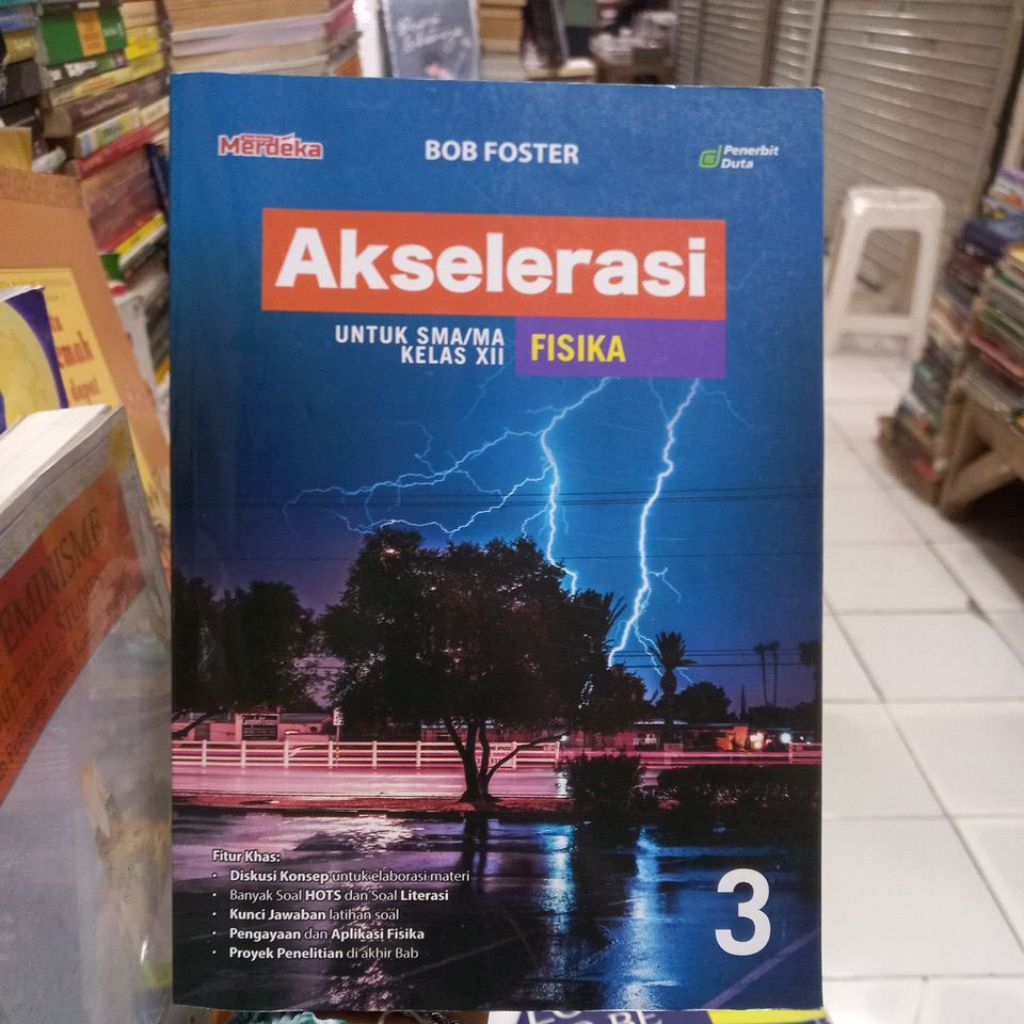 Merdeka
BOB FOSTER
Penerbit
Duta
Akselerasi
UNTUK SMA/MA
KELAS XII
FISIKA
Fitur Khas:
• Diskusi Konsep untuk elaborasi materi
• Banyak Soal HOTS dan Soal Literasi
• Kunci Jawaban latihan soal
• Pengayaan dan Aplikasi Fisika
• Proyek Penelitian di akhir Bab
3